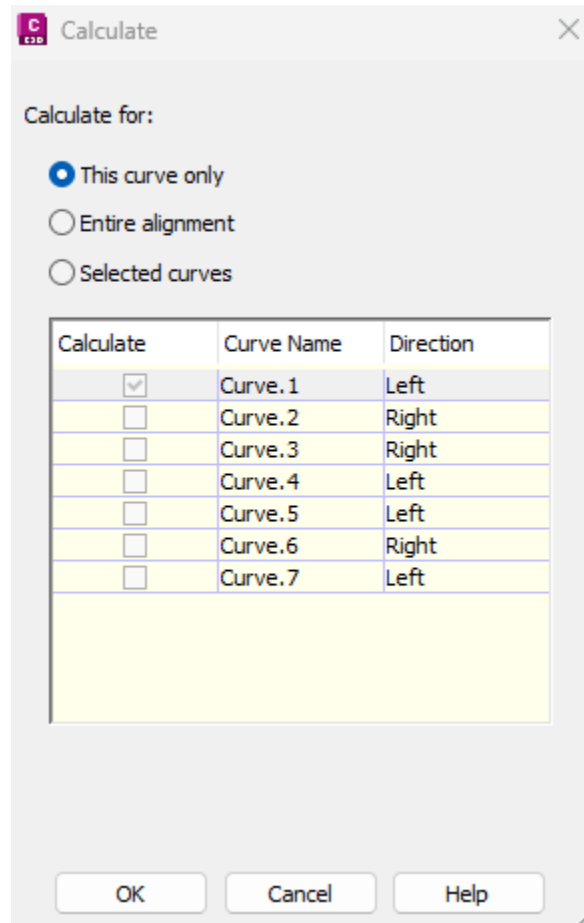 C
C3D
Calculate
Calculate for:
This curve only
Entire alignment
Selected curves
Calculate Curve Name Direction
Curve.1 Left
Curve.2 Right
Curve.3 Right
Curve.4 Left
Curve.5 Left
Curve.6 Right
Curve.7 Left
OK Cancel Help